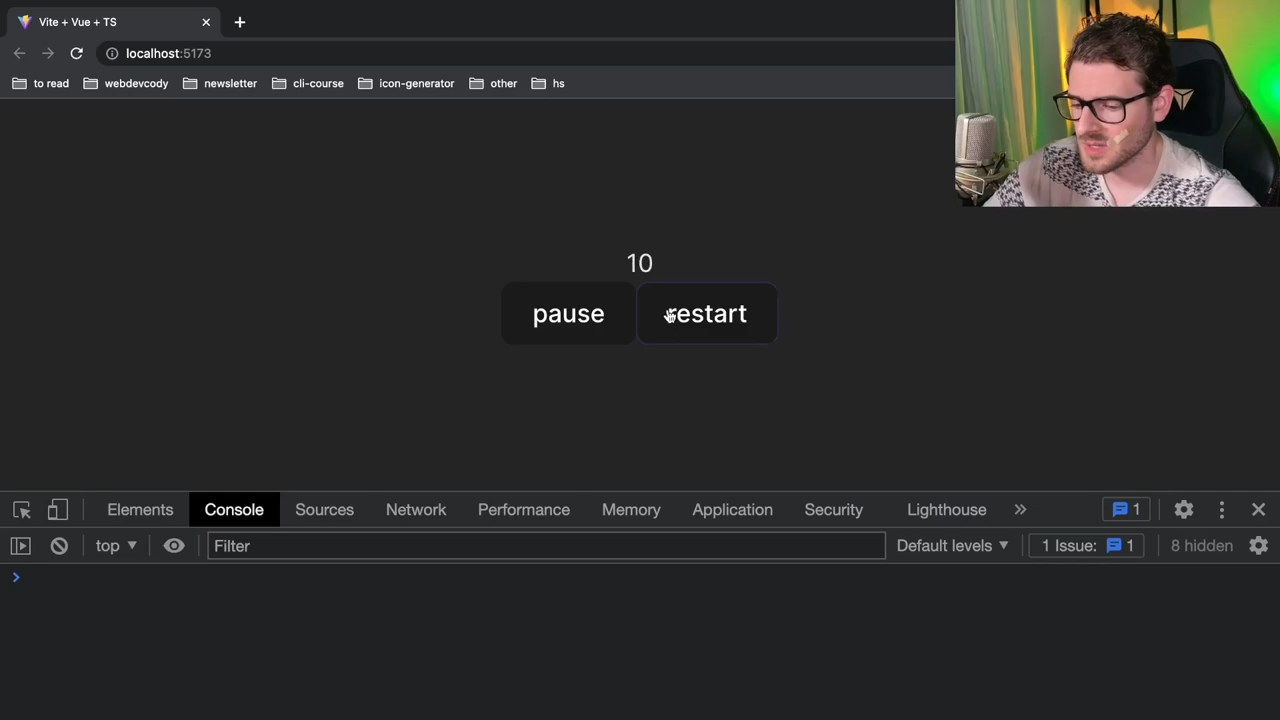 Vite + Vue + TS
localhost:5173
to read webdevcody newsletter cli-course icon-generator other hs
10
pause restart
Elements Console Sources Network Performance Memory Application Security Lighthouse 1
top Filter Default levels 1 Issue: 1 8 hidden